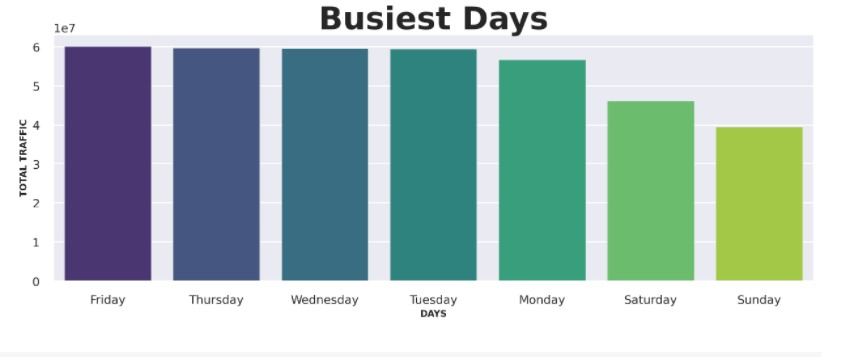 Busiest Days
1e7
6
5
4
3
2
1
0
TOTAL TRAFFIC
Friday Thursday Wednesday Tuesday Monday Saturday Sunday
DAYS